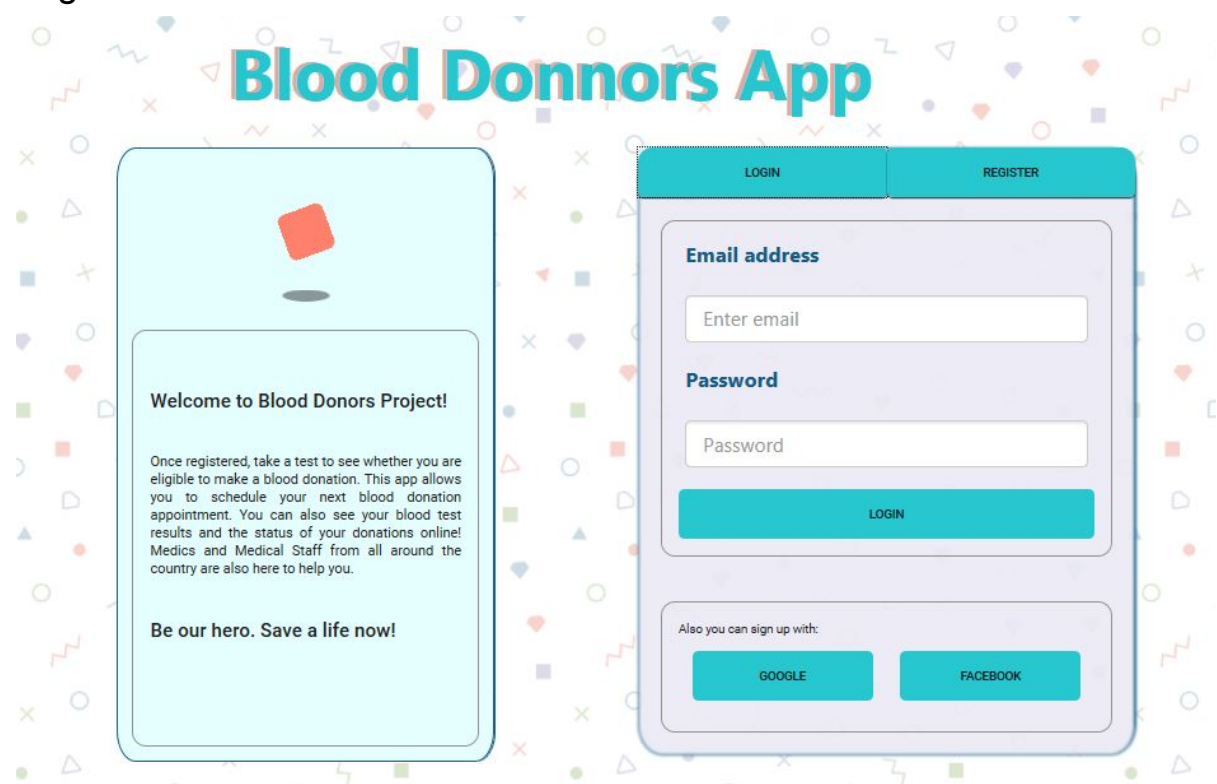 Blood Donnors App
Welcome to Blood Donors Project!
Once registered, take a test to see whether you are
eligible to make a blood donation. This app allows
you to schedule your next blood donation
appointment. You can also see your blood test
results and the status of your donations online!
Medics and Medical Staff from all around the
country are also here to help you.
Be our hero. Save a life now!
LOGIN REGISTER
Email address
Enter email
Password
Password
LOGIN
Also you can sign up with:
GOOGLE FACEBOOK